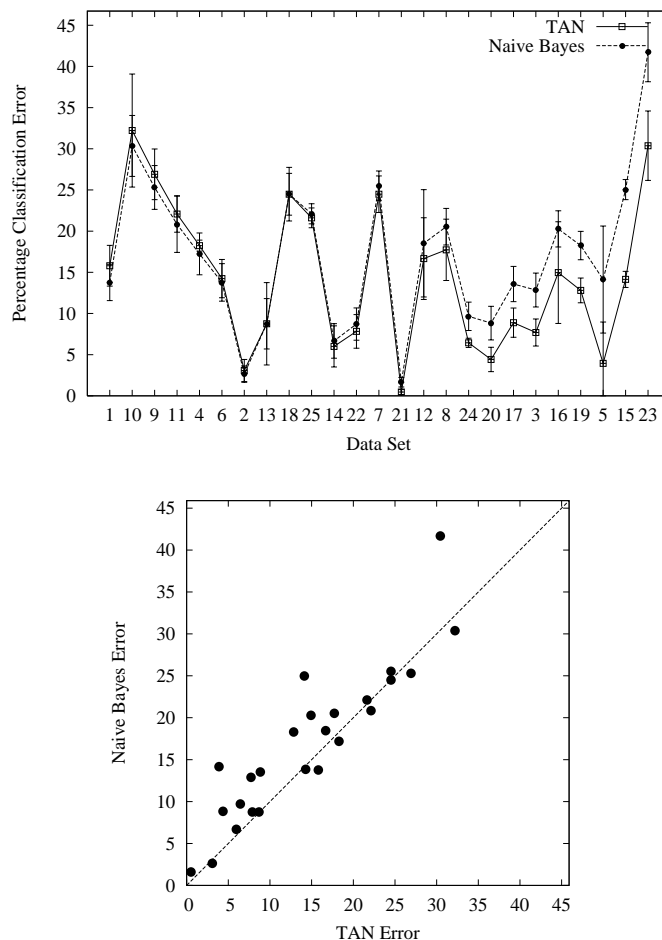 TAN
Naive Bayes
45
40
35
30
25
20
15
10
5
0
Percentage Classification Error
1 10 9 11 4 6 2 13 18 25 14 22 7 21 12 8 24 20 17 3 16 19 5 15 23
Data Set
45
40
35
30
25
20
15
10
5
0
Naive Bayes Error
0 5 10 15 20 25 30 35 40 45
TAN Error